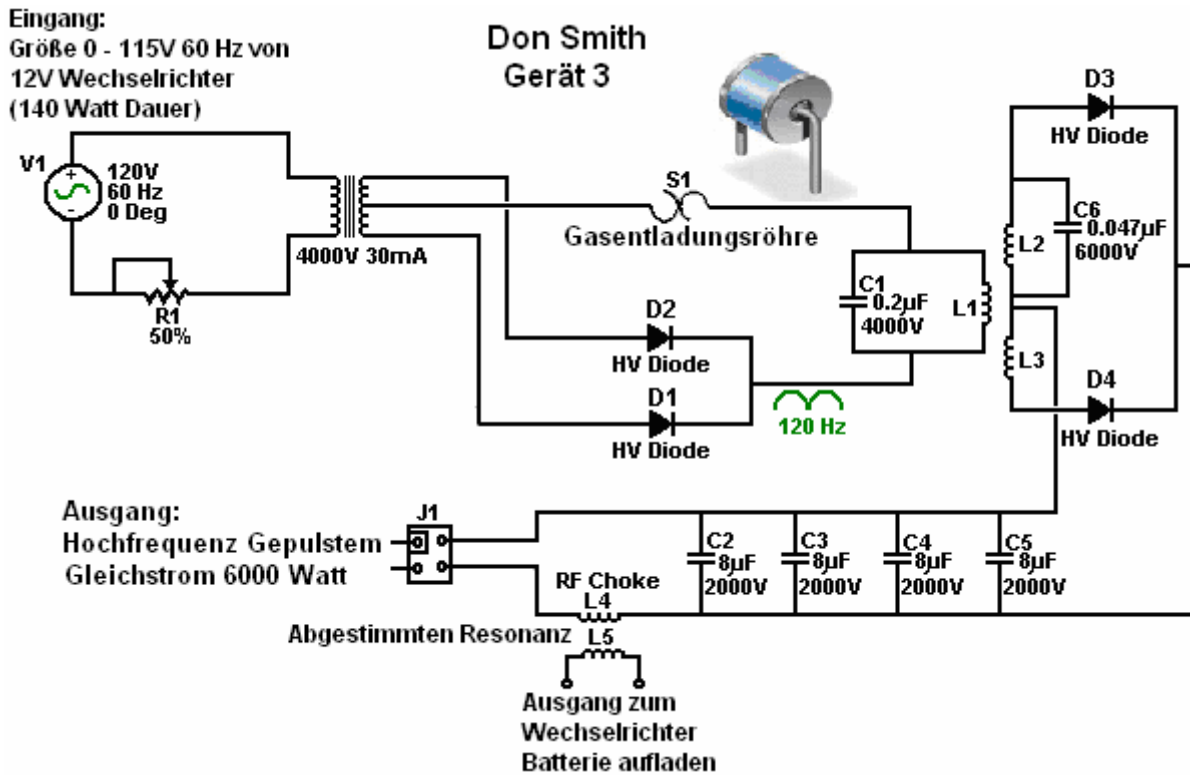 Eingang:
Größe 0 - 115V 60 Hz von
12V Wechselrichter
(140 Watt Dauer)
Don Smith
Gerät 3
V1
+
-
120V
60 Hz
0 Deg
R1
50%
4000V 30mA
S1
Gasentladungsröhre
D2
HV Diode
D1
HV Diode
120 Hz
C1
0.2µF
4000V
L1
L2
L3
C6
0.047µF
6000V
D3
HV Diode
D4
HV Diode
Ausgang:
Hochfrequenz Gepulstem
Gleichstrom 6000 Watt
J1
C2
8µF
2000V
C3
8µF
2000V
C4
8µF
2000V
C5
8µF
2000V
RF Choke
L4
Abgestimmten Resonanz
L5
Ausgang zum
Wechselrichter
Batterie aufladen